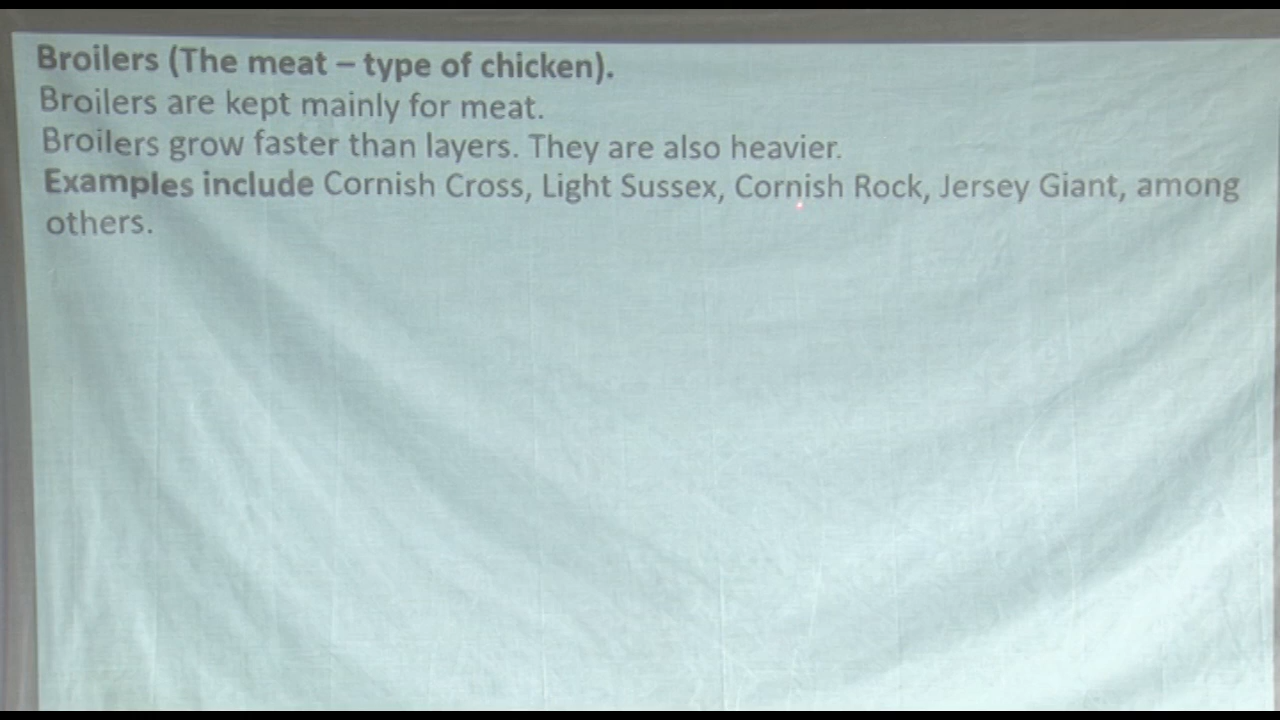 Broilers (The meat – type of chicken).
Broilers are kept mainly for meat.
Broilers grow faster than layers. They are also heavier.
Examples include Cornish Cross, Light Sussex, Cornish Rock, Jersey Giant, among
others.